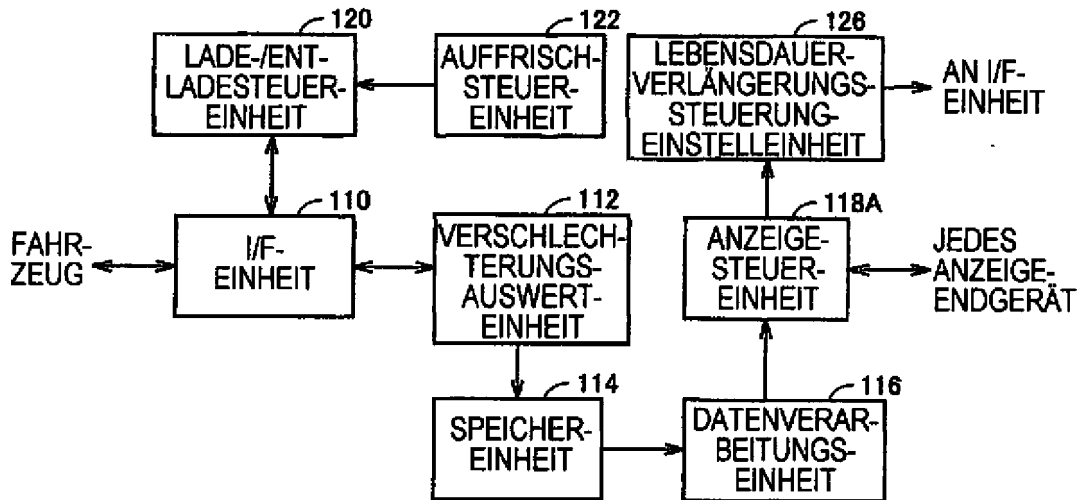 120
LADE-/ENT-
LADESTEUER-
EINHEIT
122
AUFFRISCH-
STEUER-
EINHEIT
126
LEBENSDAUER-
VERLÄNGERUNGS-
STEUERUNG-
EINSTELLEINHEIT
AN I/F-
EINHEIT
FAHR-
ZEUG
110
I/F-
EINHEIT
112
VERSCHLECH-
TERUNGS-
AUSWERT-
EINHEIT
118A
ANZEIGE-
STEUER-
EINHEIT
JEDES
ANZEIGE-
ENDGERÄT
114
SPEICHER-
EINHEIT
116
DATENVERAR-
BEITUNGS-
EINHEIT